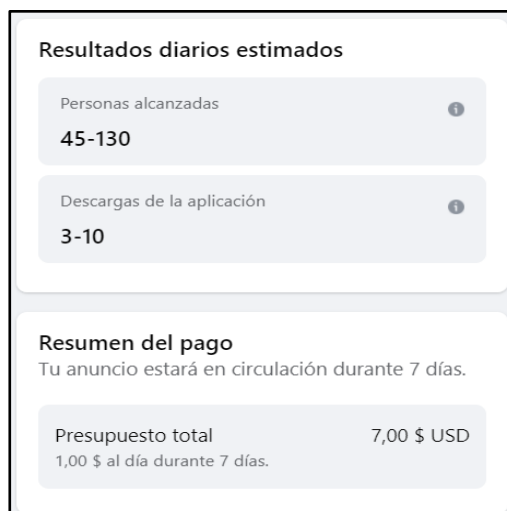 Resultados diarios estimados
Personas alcanzadas
45-130
Descargas de la aplicación
3-10
Resumen del pago
Tu anuncio estará en circulación durante 7 días.
Presupuesto total 7,00 $ USD
1,00 $ al día durante 7 días.